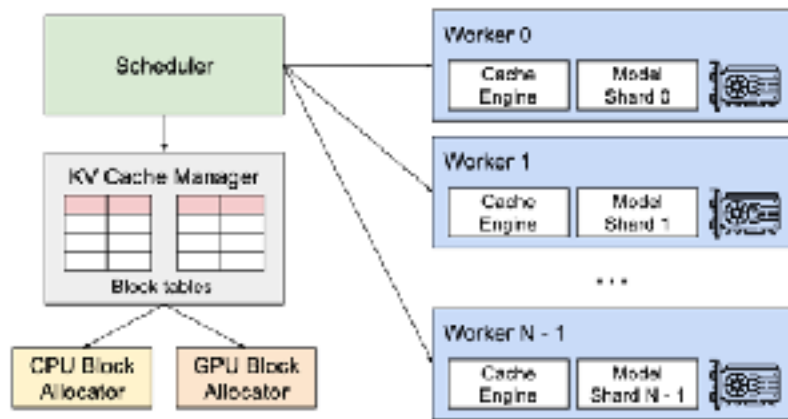 Scheduler
KV Cache Manager
Block tables
CPU Block
Allocator
GPU Block
Allocator
Worker 0
Cache
Engine
Model
Shard 0
Worker 1
Cache
Engine
Model
Shard 1
...
Worker N - 1
Cache
Engine
Model
Shard N - 1